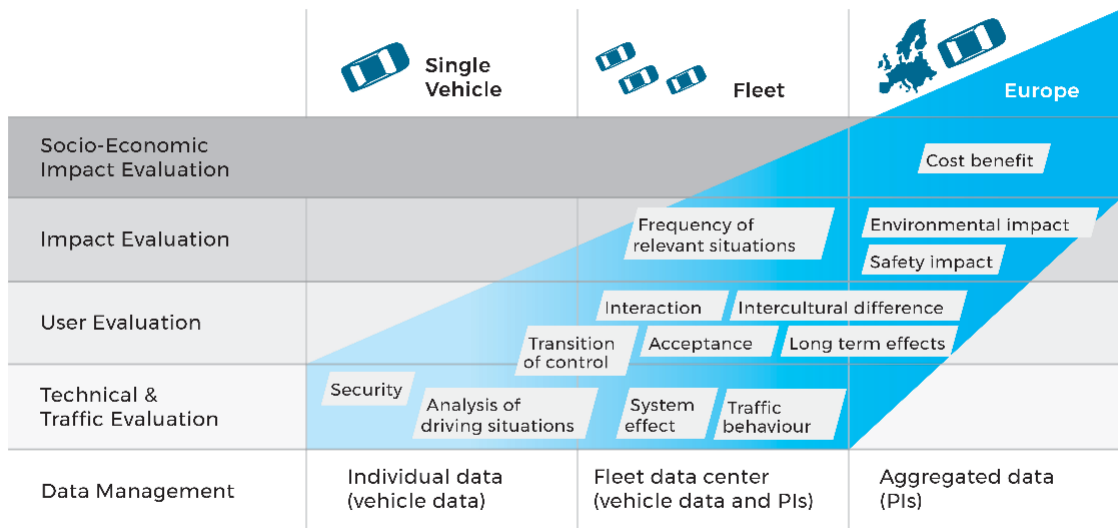 Single
Vehicle
Fleet
Europe
Socio-Economic
Impact Evaluation
Cost benefit
Impact Evaluation
Frequency of
relevant situations
Environmental impact
Safety impact
User Evaluation
Interaction
Intercultural difference
Transition
of control
Acceptance
Long term effects
Technical &
Traffic Evaluation
Security
Analysis of
driving situations
System
effect
Traffic
behaviour
Data Management
Individual data
(vehicle data)
Fleet data center
(vehicle data and PIs)
Aggregated data
(PIs)